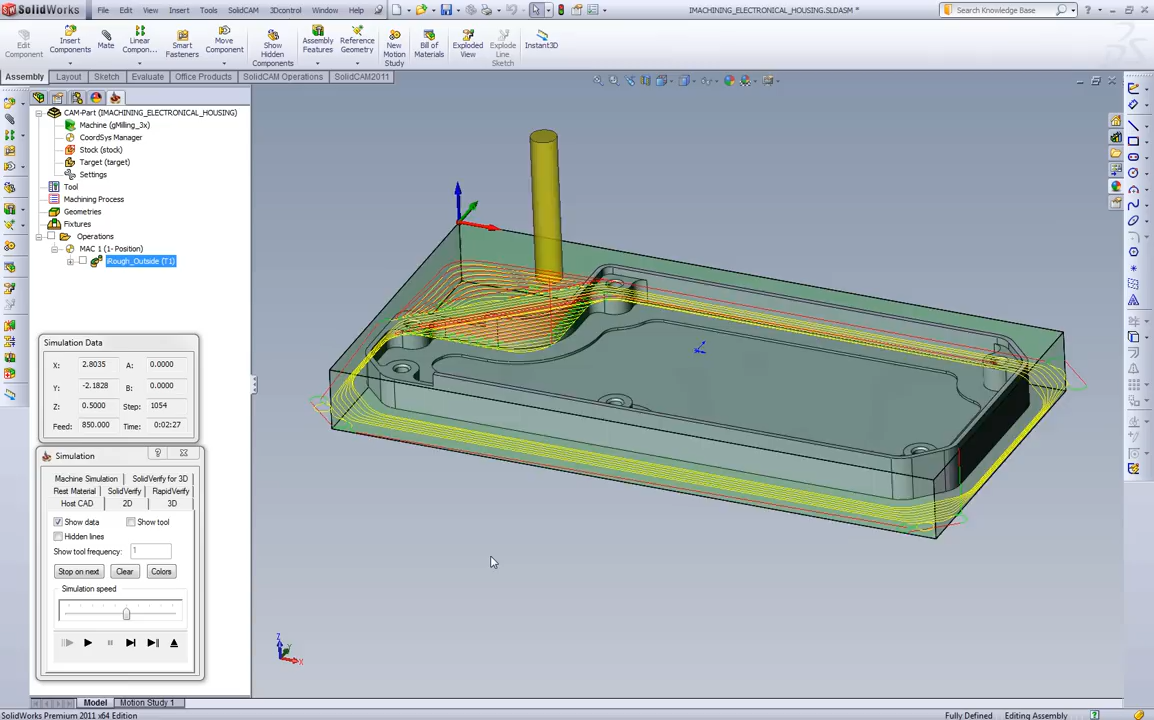 SolidWorks File Edit View Insert Tools SolidCAM 3Dcontrol Window Help IMACHINING_ELECTRONICAL_HOUSING.SLDASM * Search Knowledge Base
Edit Component
Insert Components
Mate
Linear Compon...
Smart Fasteners
Move Component
Show Hidden Components
Assembly Features
Reference Geometry
New Motion Study
Bill of Materials
Exploded View
Explode Line Sketch
Instant3D
Assembly Layout Sketch Evaluate Office Products SolidCAM Operations SolidCAM2011
CAM-Part (IMACHINING_ELECTRONICAL_HOUSING)
Machine (gMilling_3x)
CoordSys Manager
Stock (stock)
Target (target)
Settings
Tool
Machining Process
Geometries
Fixtures
Operations
MAC 1 (1- Position)
iRough_Outside (T1)
Simulation Data
X: 2.8035 A: 0.0000
Y: -2.1828 B: 0.0000
Z: 0.5000 Step: 1054
Feed: 850.000 Time: 0:02:27
Simulation ?
Machine Simulation SolidVerify for 3D
Rest Material SolidVerify RapidVerify
Host CAD 2D 3D
Show data Show tool
Hidden lines
Show tool frequency: 1
Stop on next Clear Colors
Simulation speed
Z
Y
X
Model Motion Study 1
SolidWorks Premium 2011 x64 Edition Fully Defined Editing Assembly ?